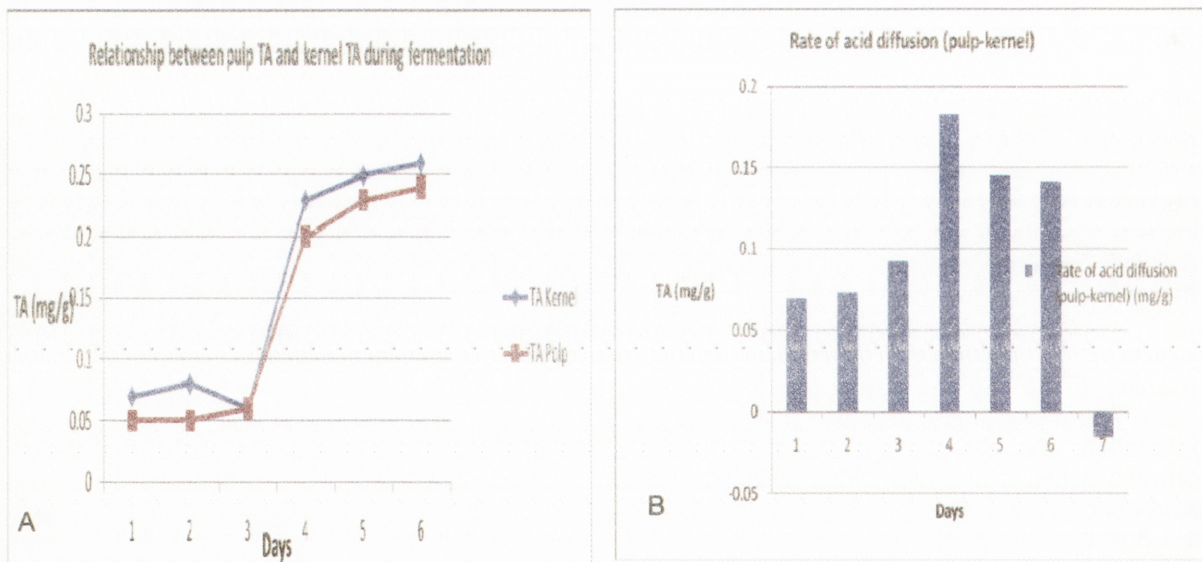 Relationship between pulp TA and kernel TA during fermentation
0.3
0.25
0.2
0.15
0.1
0.05
0
TA (mg/g)
1 2 3 4 5 6
Days
TA Kernel
TA Pulp
A
Rate of acid diffusion (pulp-kernel)
0.2
0.15
0.1
0.05
0
-0.05
TA (mg/g)
1 2 3 4 5 6 7
Days
Rate of acid diffusion
(pulp-kernel) (mg/g)
B